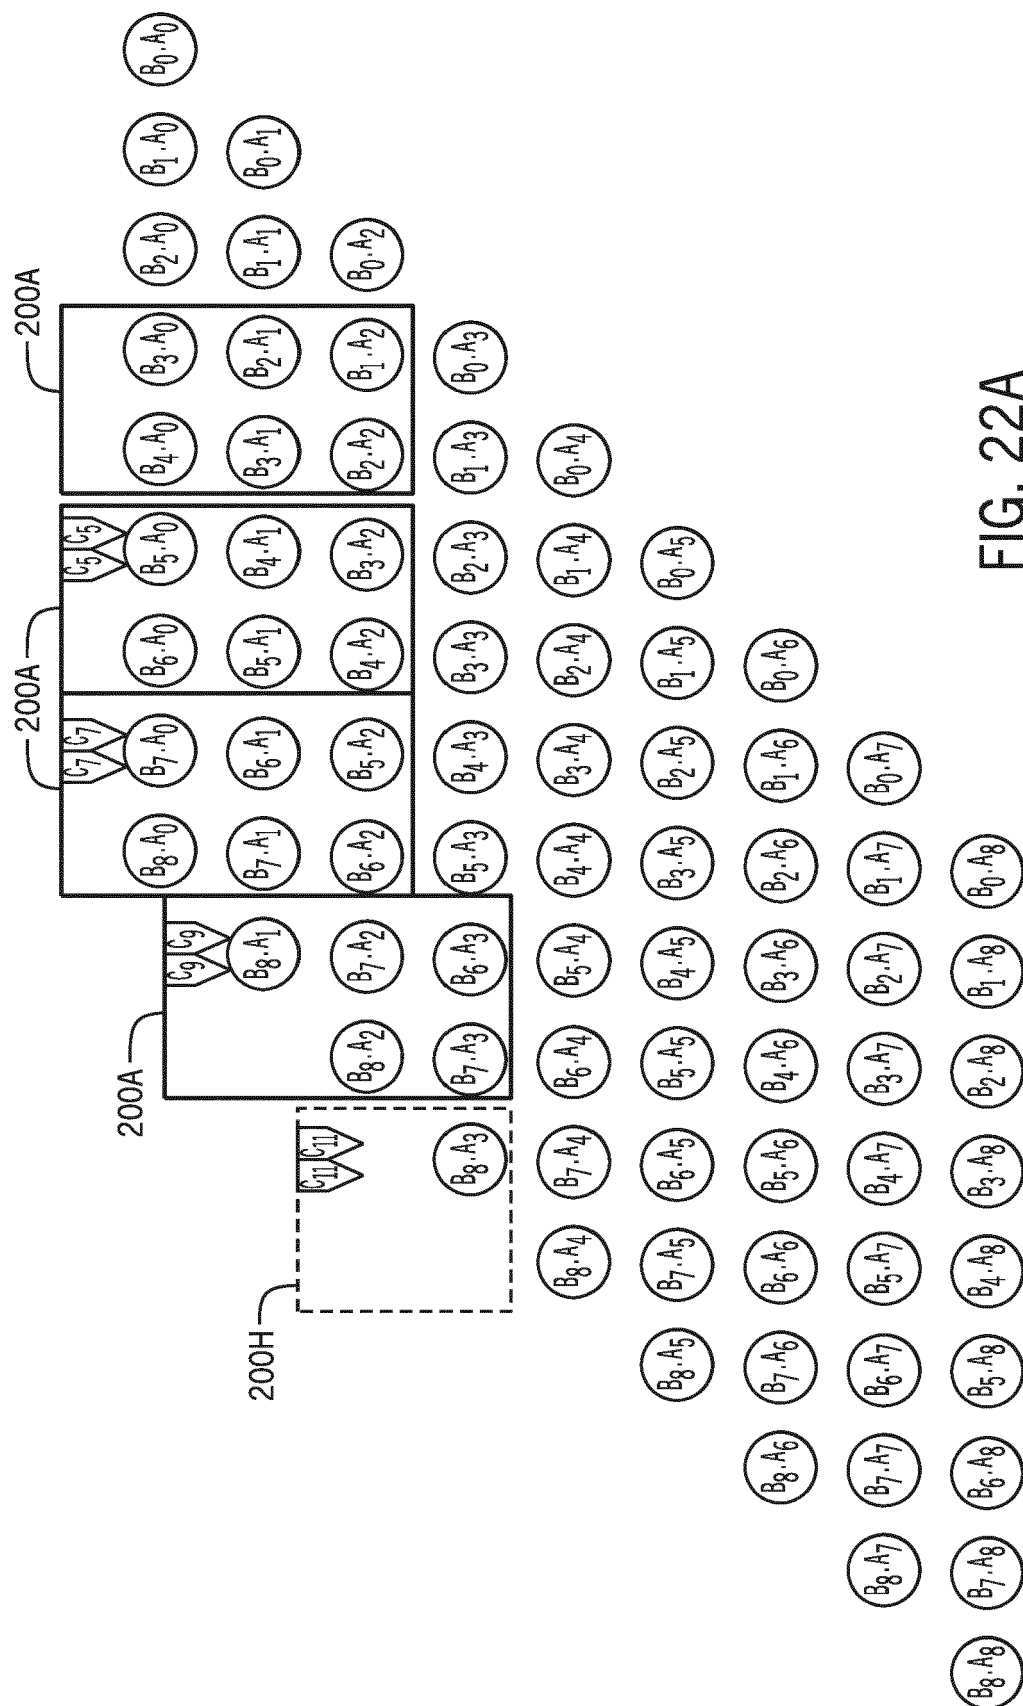 200A
200A
C₇ C₇ C₅ C₅
B₈.A₀ B₇.A₀ B₆.A₀ B₅.A₀ B₄.A₀ B₃.A₀ B₂.A₀ B₁.A₀ B₀.A₀
200A
C₉ C₉
B₈.A₁ B₇.A₁ B₆.A₁ B₅.A₁ B₄.A₁ B₃.A₁ B₂.A₁ B₁.A₁ B₀.A₁
200H
C₁₁ C₁₁
B₈.A₂ B₇.A₂ B₆.A₂ B₅.A₂ B₄.A₂ B₃.A₂ B₂.A₂ B₁.A₂ B₀.A₂
B₈.A₃ B₇.A₃ B₆.A₃ B₅.A₃ B₄.A₃ B₃.A₃ B₂.A₃ B₁.A₃ B₀.A₃
B₈.A₄ B₇.A₄ B₆.A₄ B₅.A₄ B₄.A₄ B₃.A₄ B₂.A₄ B₁.A₄ B₀.A₄
B₈.A₅ B₇.A₅ B₆.A₅ B₅.A₅ B₄.A₅ B₃.A₅ B₂.A₅ B₁.A₅ B₀.A₅
B₈.A₆ B₇.A₆ B₆.A₆ B₅.A₆ B₄.A₆ B₃.A₆ B₂.A₆ B₁.A₆ B₀.A₆
B₈.A₇ B₇.A₇ B₆.A₇ B₅.A₇ B₄.A₇ B₃.A₇ B₂.A₇ B₁.A₇ B₀.A₇
B₈.A₈ B₇.A₈ B₆.A₈ B₅.A₈ B₄.A₈ B₃.A₈ B₂.A₈ B₁.A₈ B₀.A₈
FIG. 22A